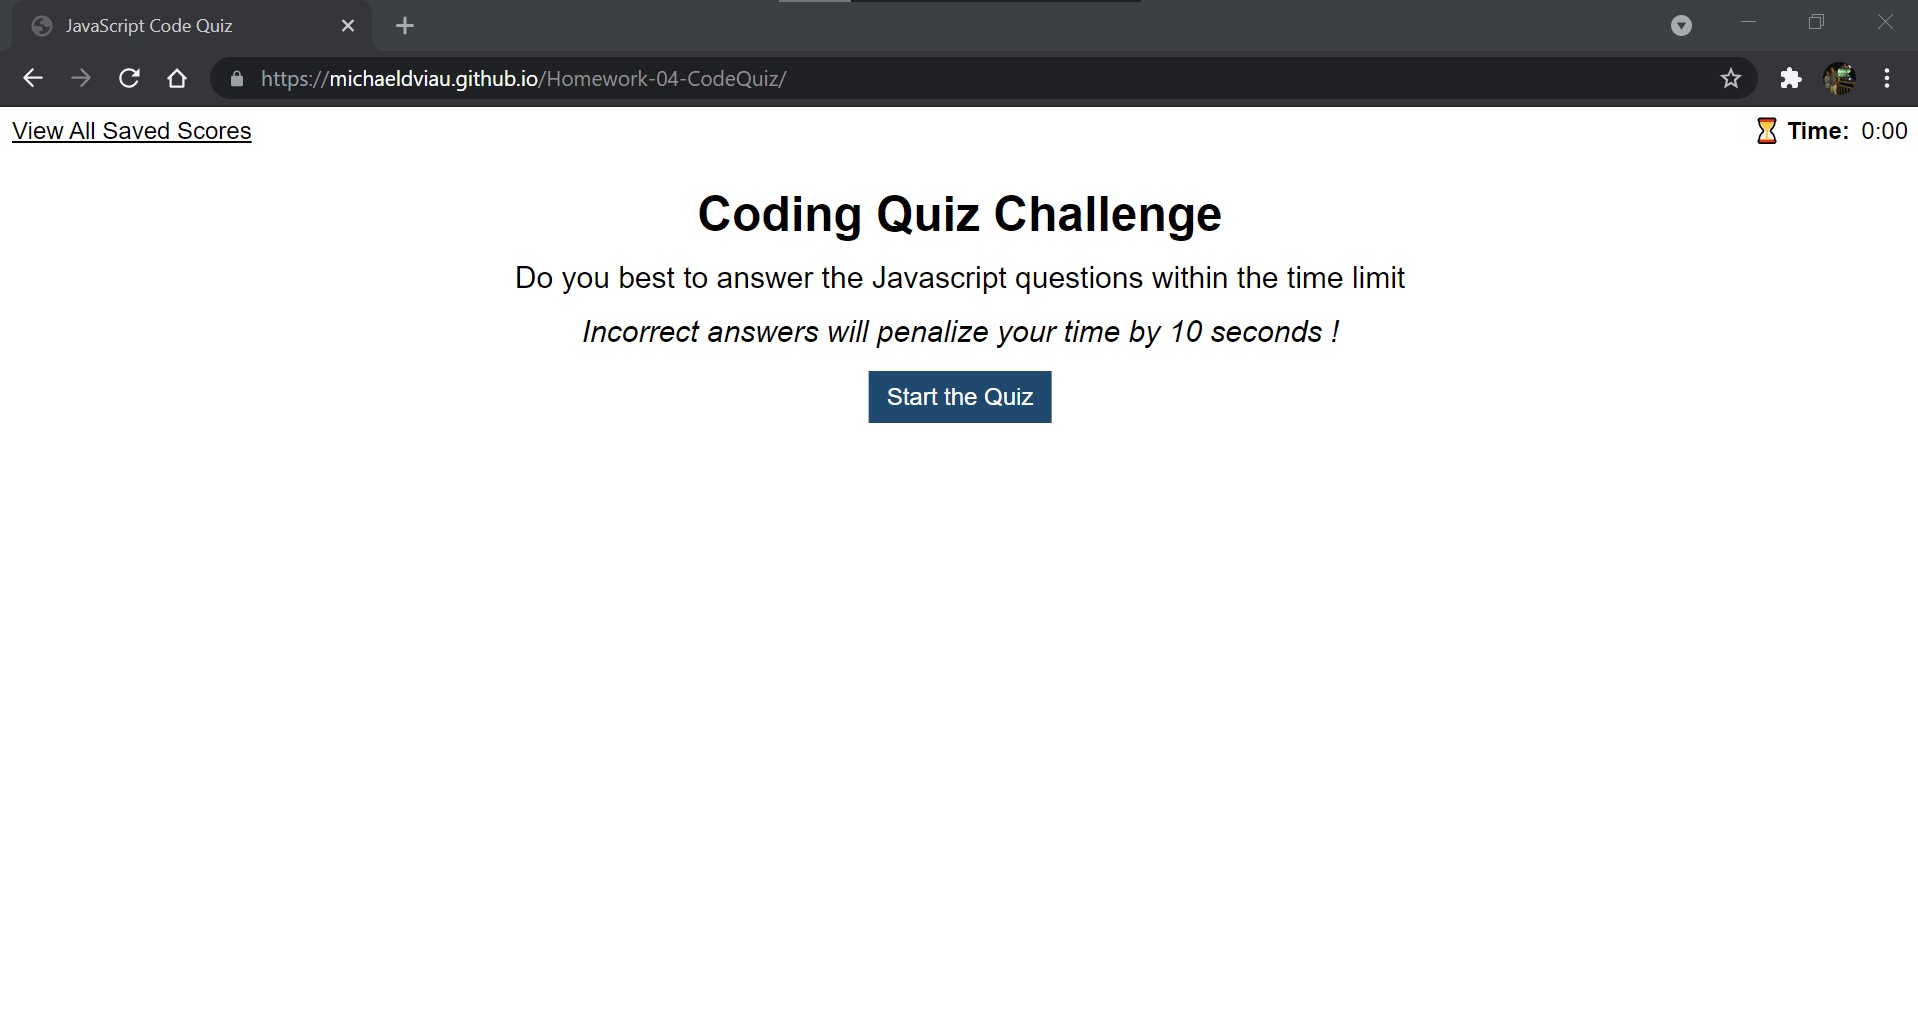 JavaScript Code Quiz
https://michaeldviau.github.io/Homework-04-CodeQuiz/
View All Saved Scores
⏳ Time: 0:00
Coding Quiz Challenge
Do you best to answer the Javascript questions within the time limit
Incorrect answers will penalize your time by 10 seconds !
Start the Quiz